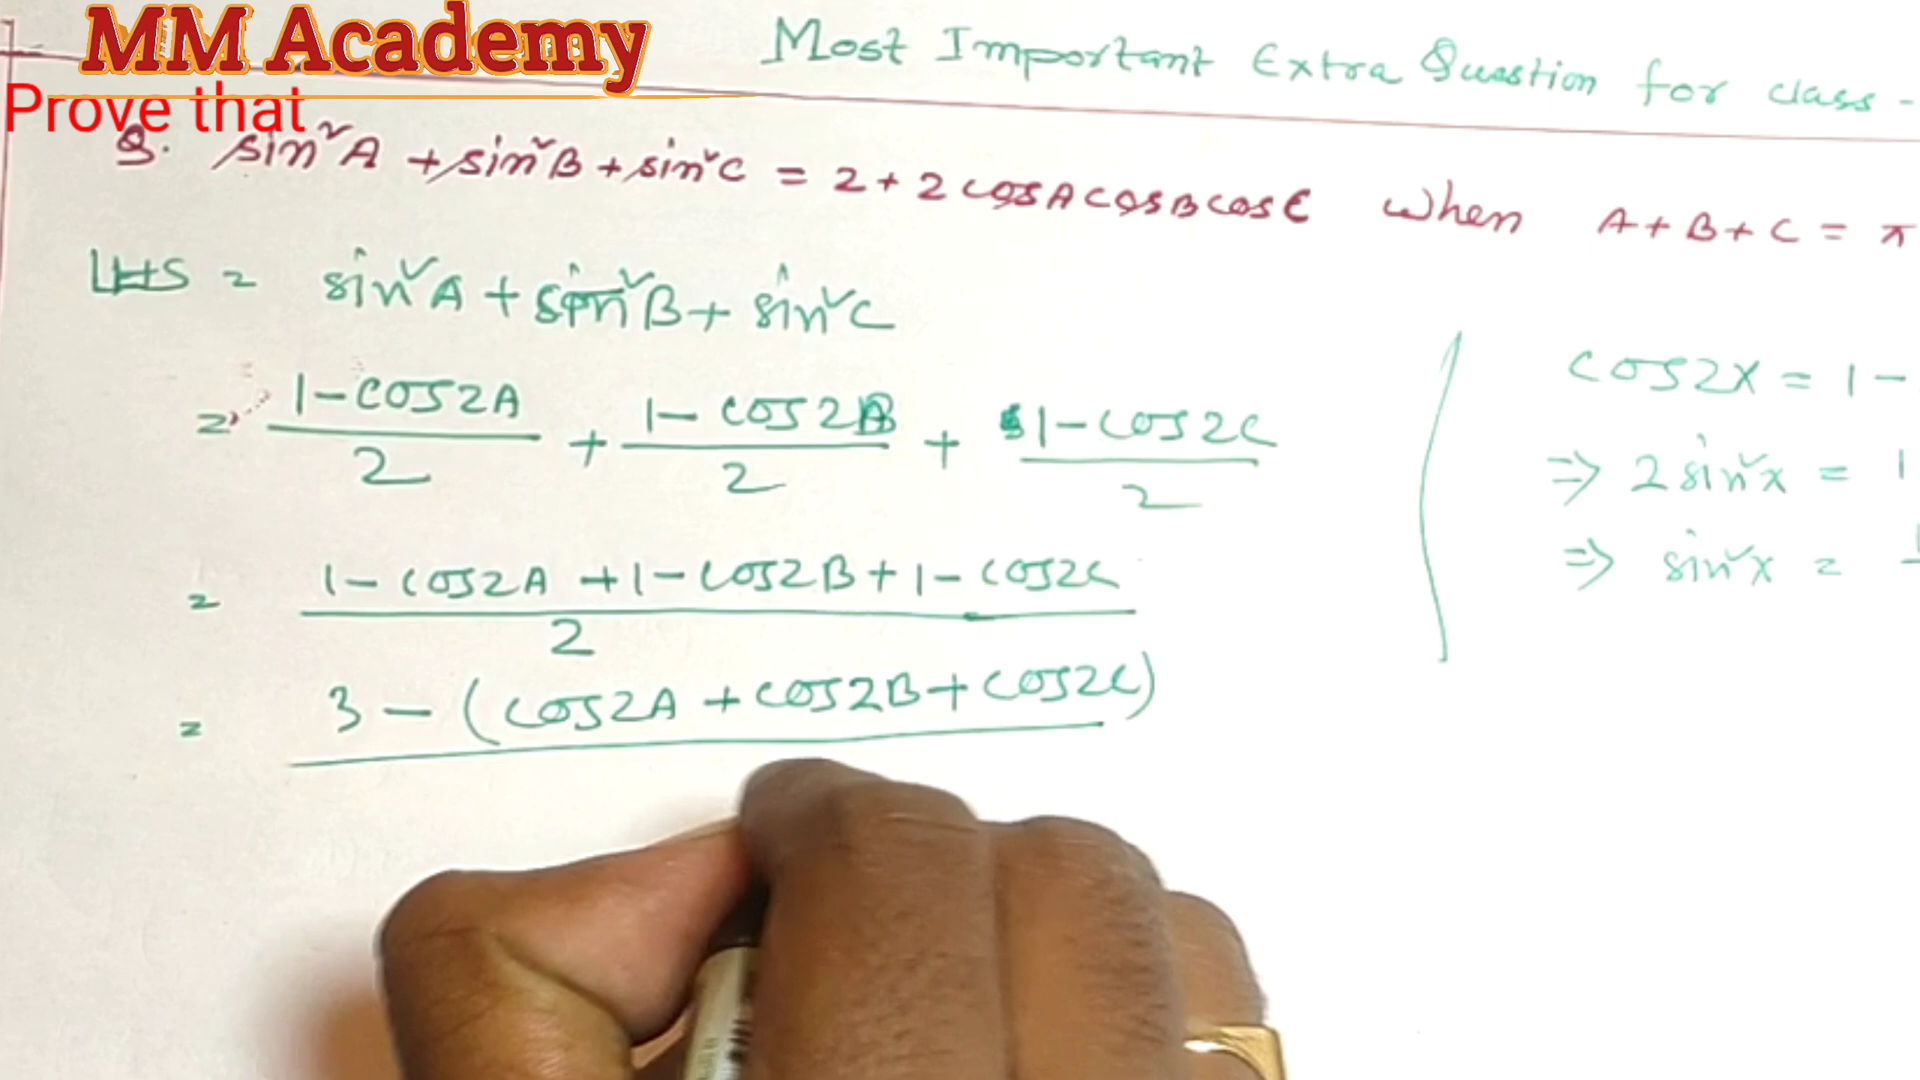 MM Academy
Most Important Extra Question for class -
Prove that
Q. sin²A + sin²B + sin²C = 2 + 2 cosA cosB cosC when A + B + C = π
LHS = sin²A + sin²B + sin²C
= 1 - cos2A / 2 + 1 - cos2B / 2 + 1 - cos2C / 2
= 1 - cos2A + 1 - cos2B + 1 - cos2C / 2
= 3 - (cos2A + cos2B + cos2C)
cos2x = 1 -
⇒ 2 sin²x = 1
⇒ sin²x =